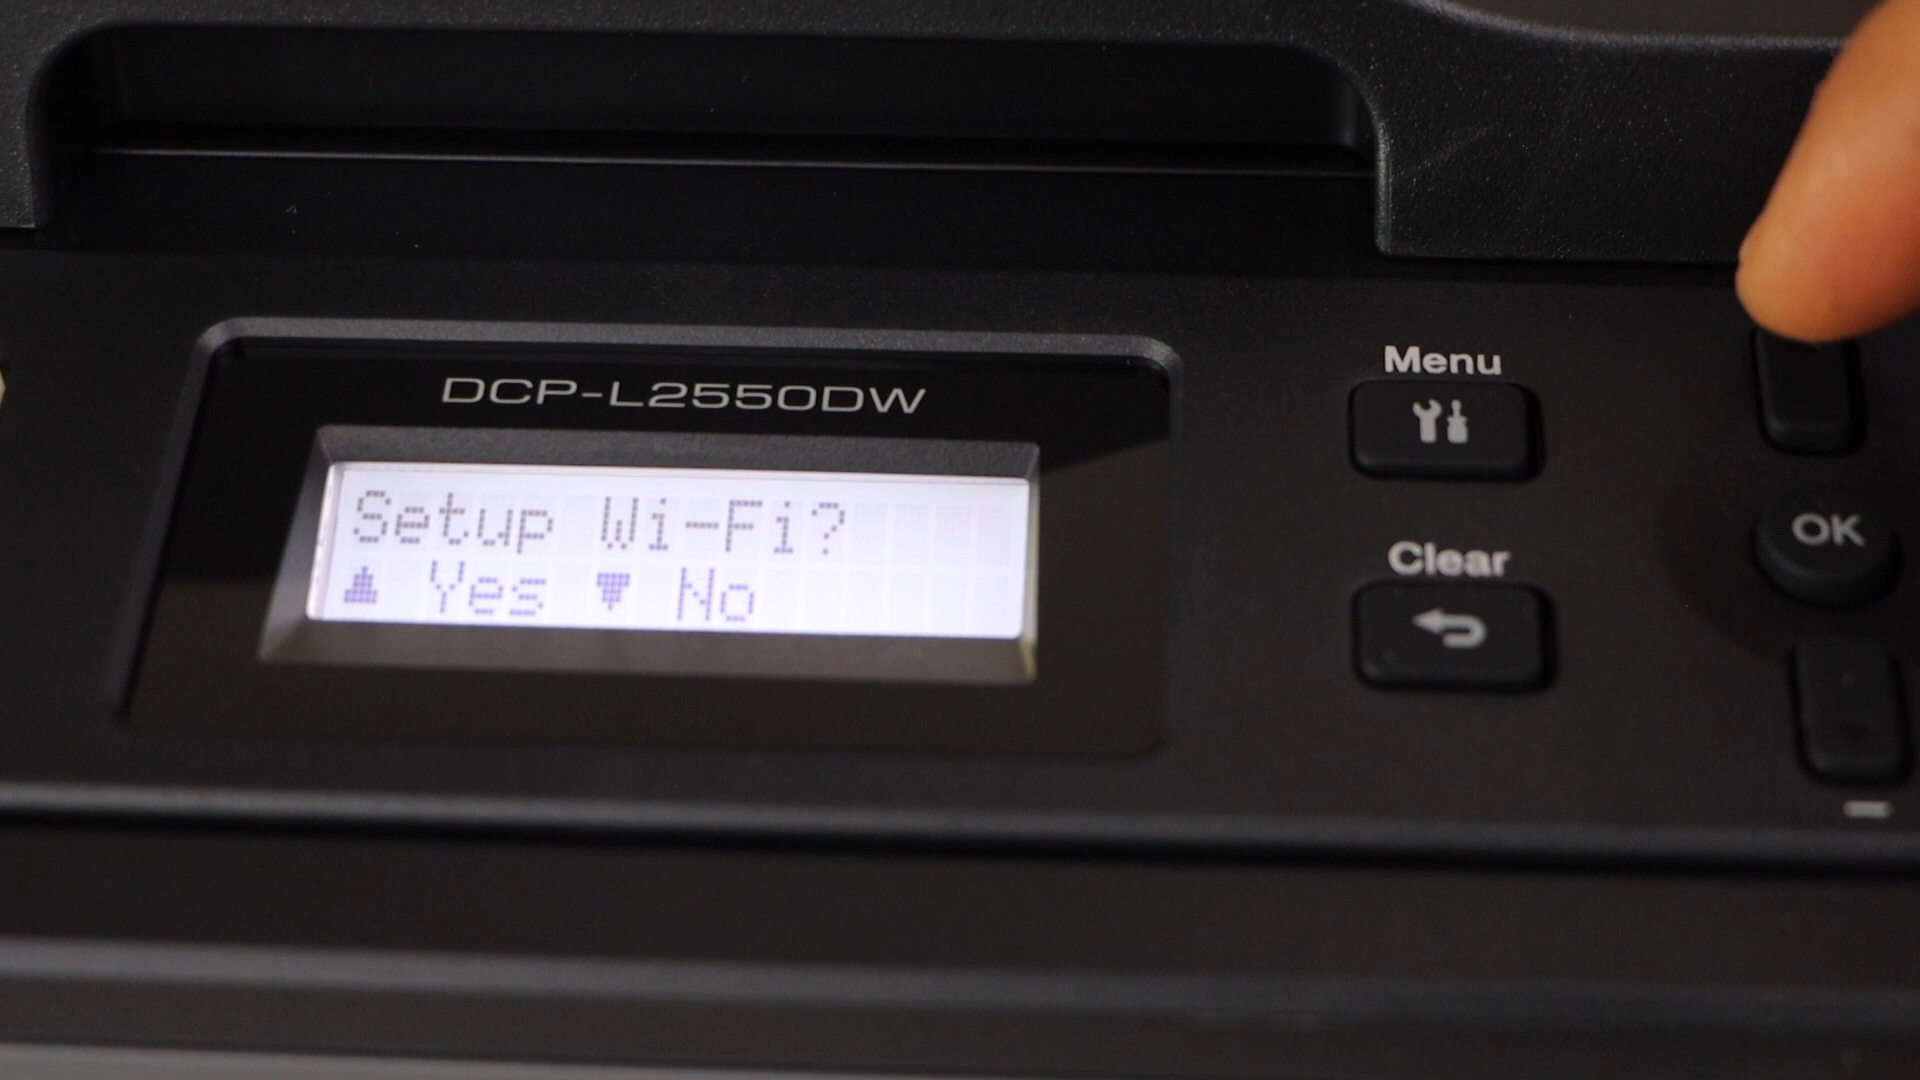 DCP-L2550DW
Setup Wi-Fi?
▲ Yes ▼ No
Menu
Clear
OK